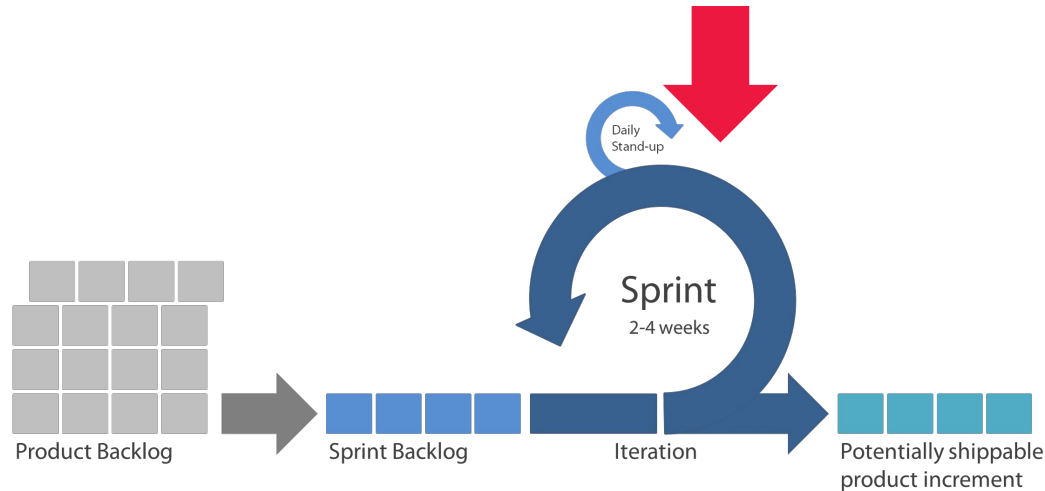 Daily
Stand-up
Sprint
2-4 weeks
Product Backlog
Sprint Backlog
Iteration
Potentially shippable
product increment